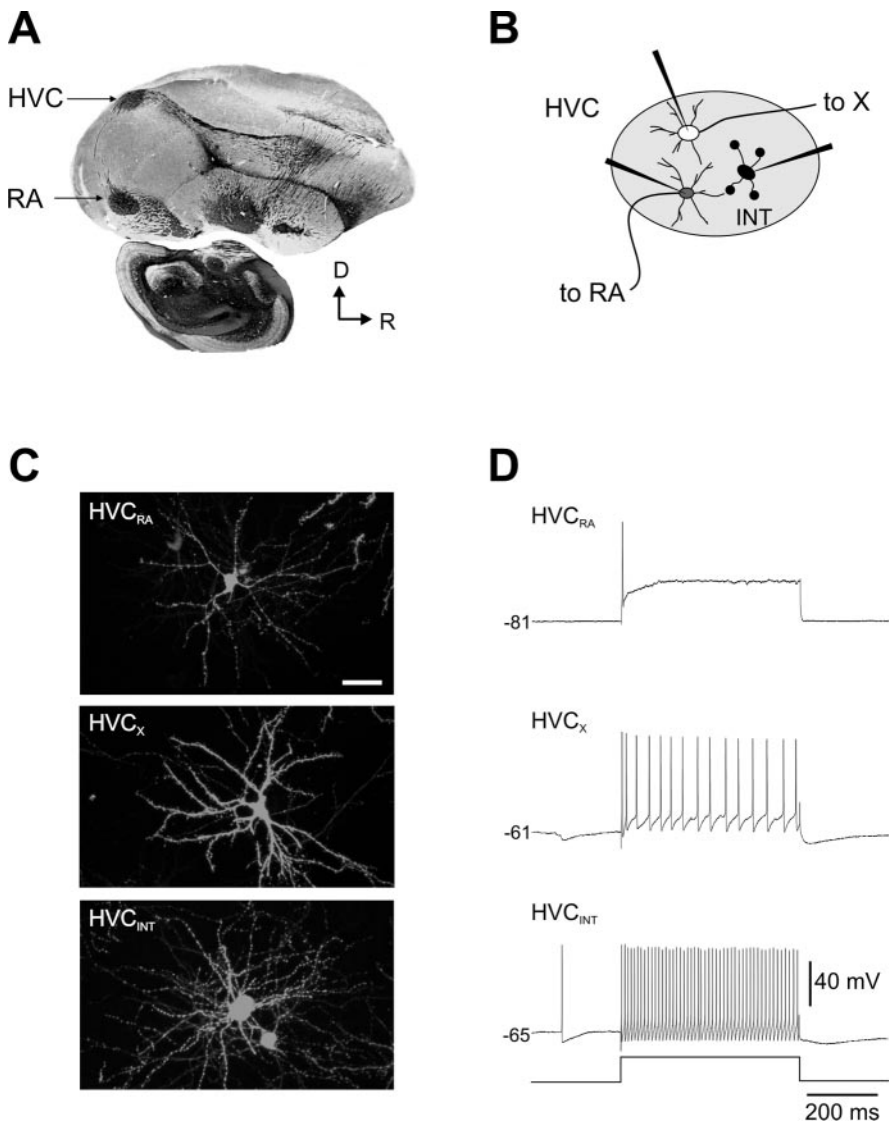 A
HVC
RA
D
R
B
HVC
to X
INT
to RA
C
HVC_RA
HVC_X
HVC_INT
D
HVC_RA
-81
HVC_X
-61
HVC_INT
40 mV
-65
200 ms